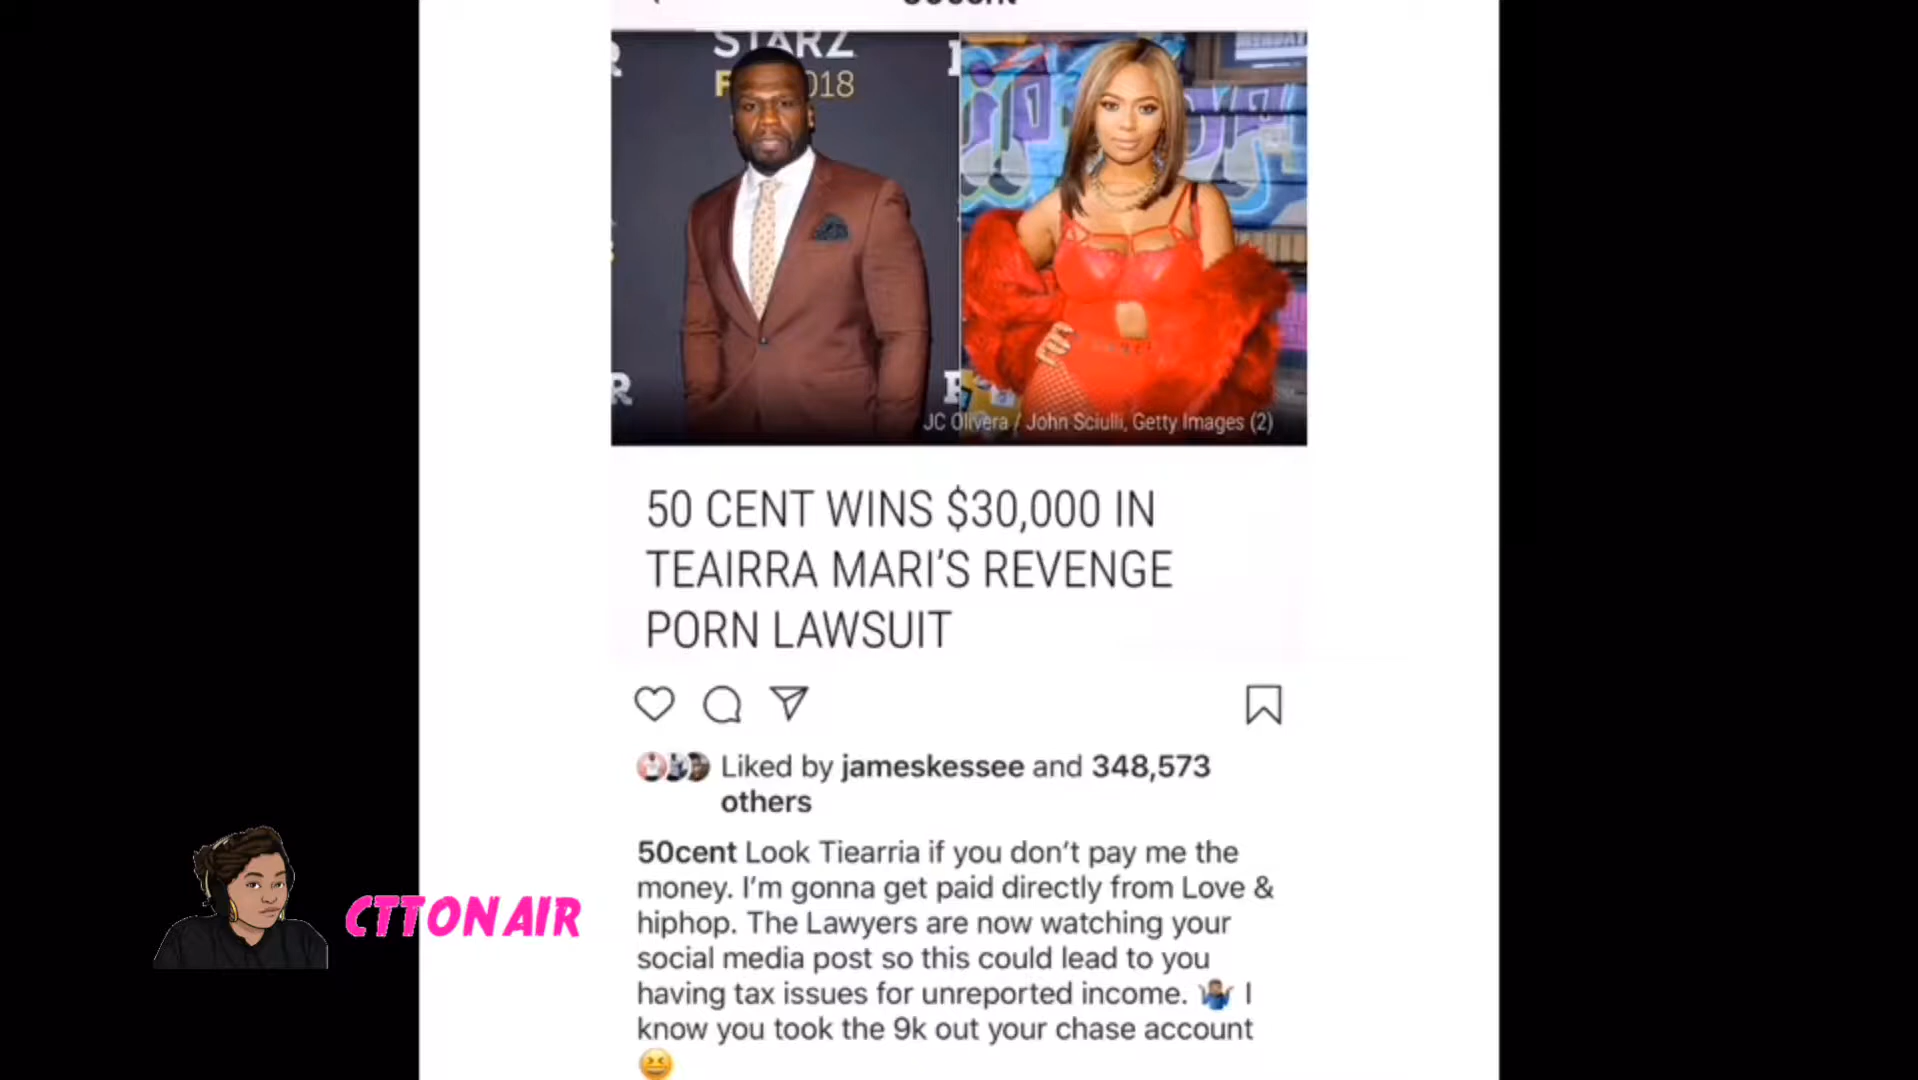 STARZ
2018
R
JC Olivera / John Sciulli, Getty Images (2)
50 CENT WINS $30,000 IN
TEAIRRA MARI’S REVENGE
PORN LAWSUIT
Liked by jameskessee and 348,573
others
50cent Look Tiearria if you don’t pay me the
money. I’m gonna get paid directly from Love &
hiphop. The Lawyers are now watching your
social media post so this could lead to you
having tax issues for unreported income. 🤷🏾‍♂️ I
know you took the 9k out your chase account
😆
CTTONAIR